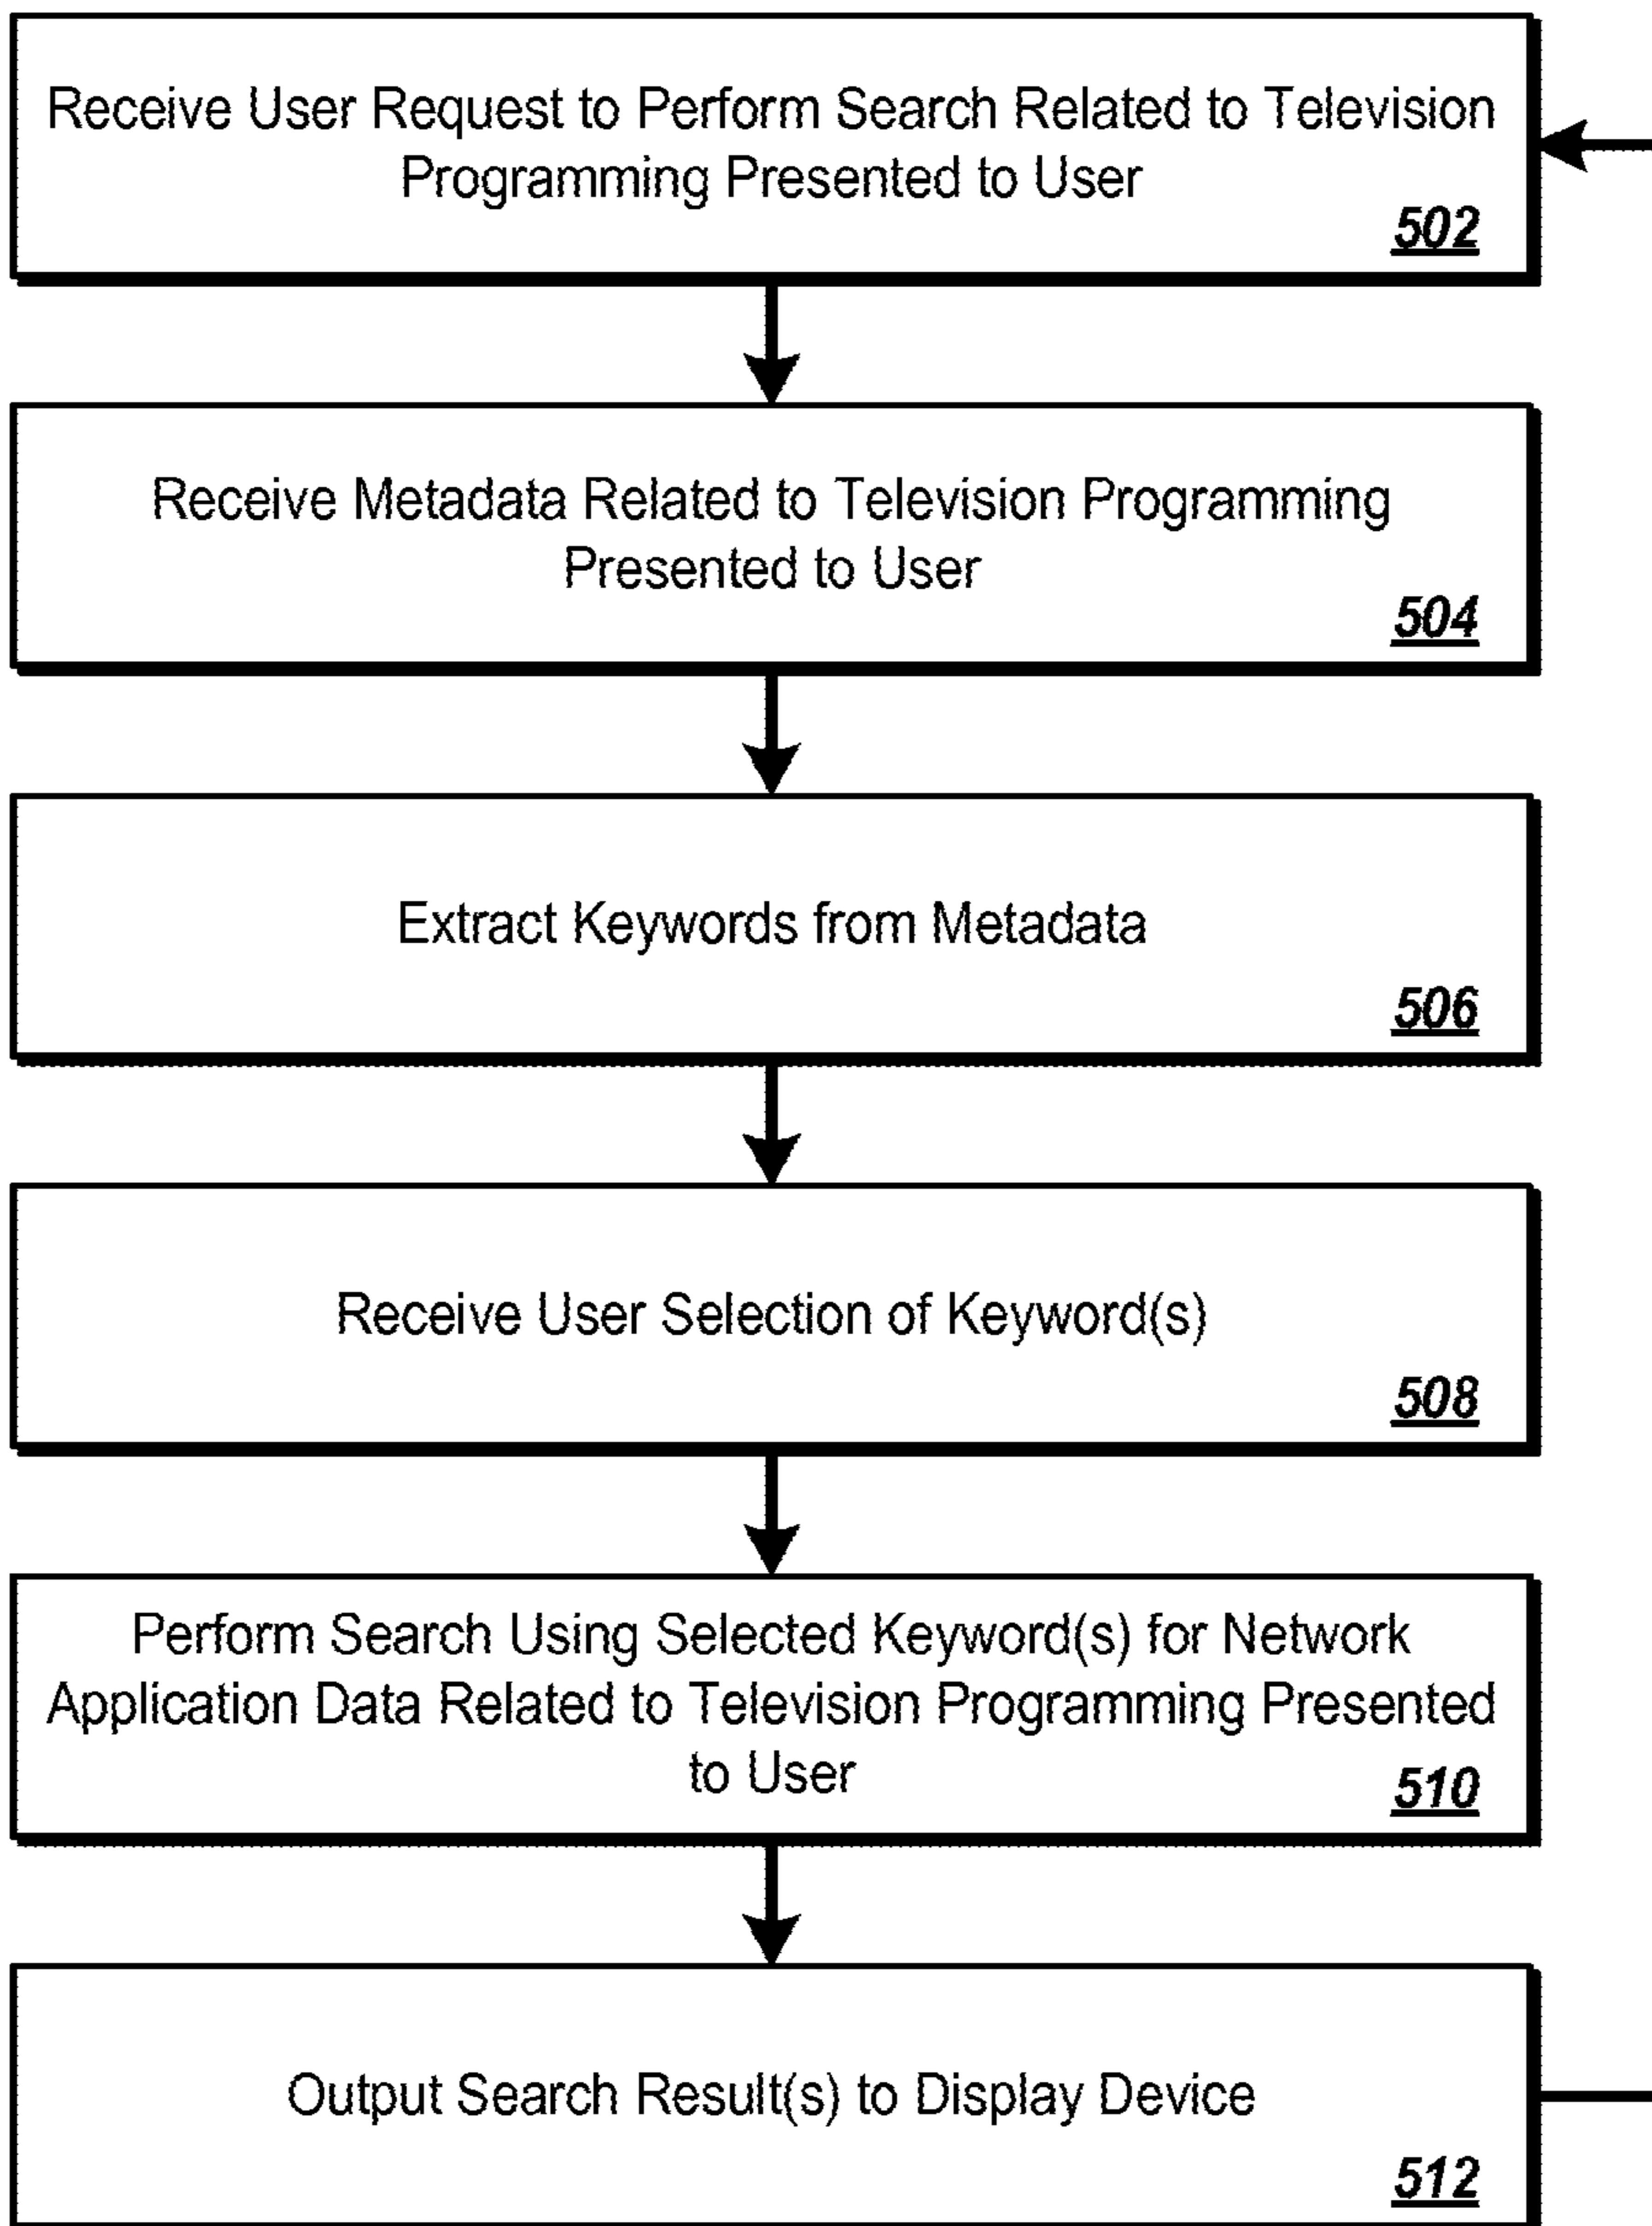 Receive User Request to Perform Search Related to Television
Programming Presented to User
502
Receive Metadata Related to Television Programming
Presented to User
504
Extract Keywords from Metadata
506
Receive User Selection of Keyword(s)
508
Perform Search Using Selected Keyword(s) for Network
Application Data Related to Television Programming Presented
to User
510
Output Search Result(s) to Display Device
512